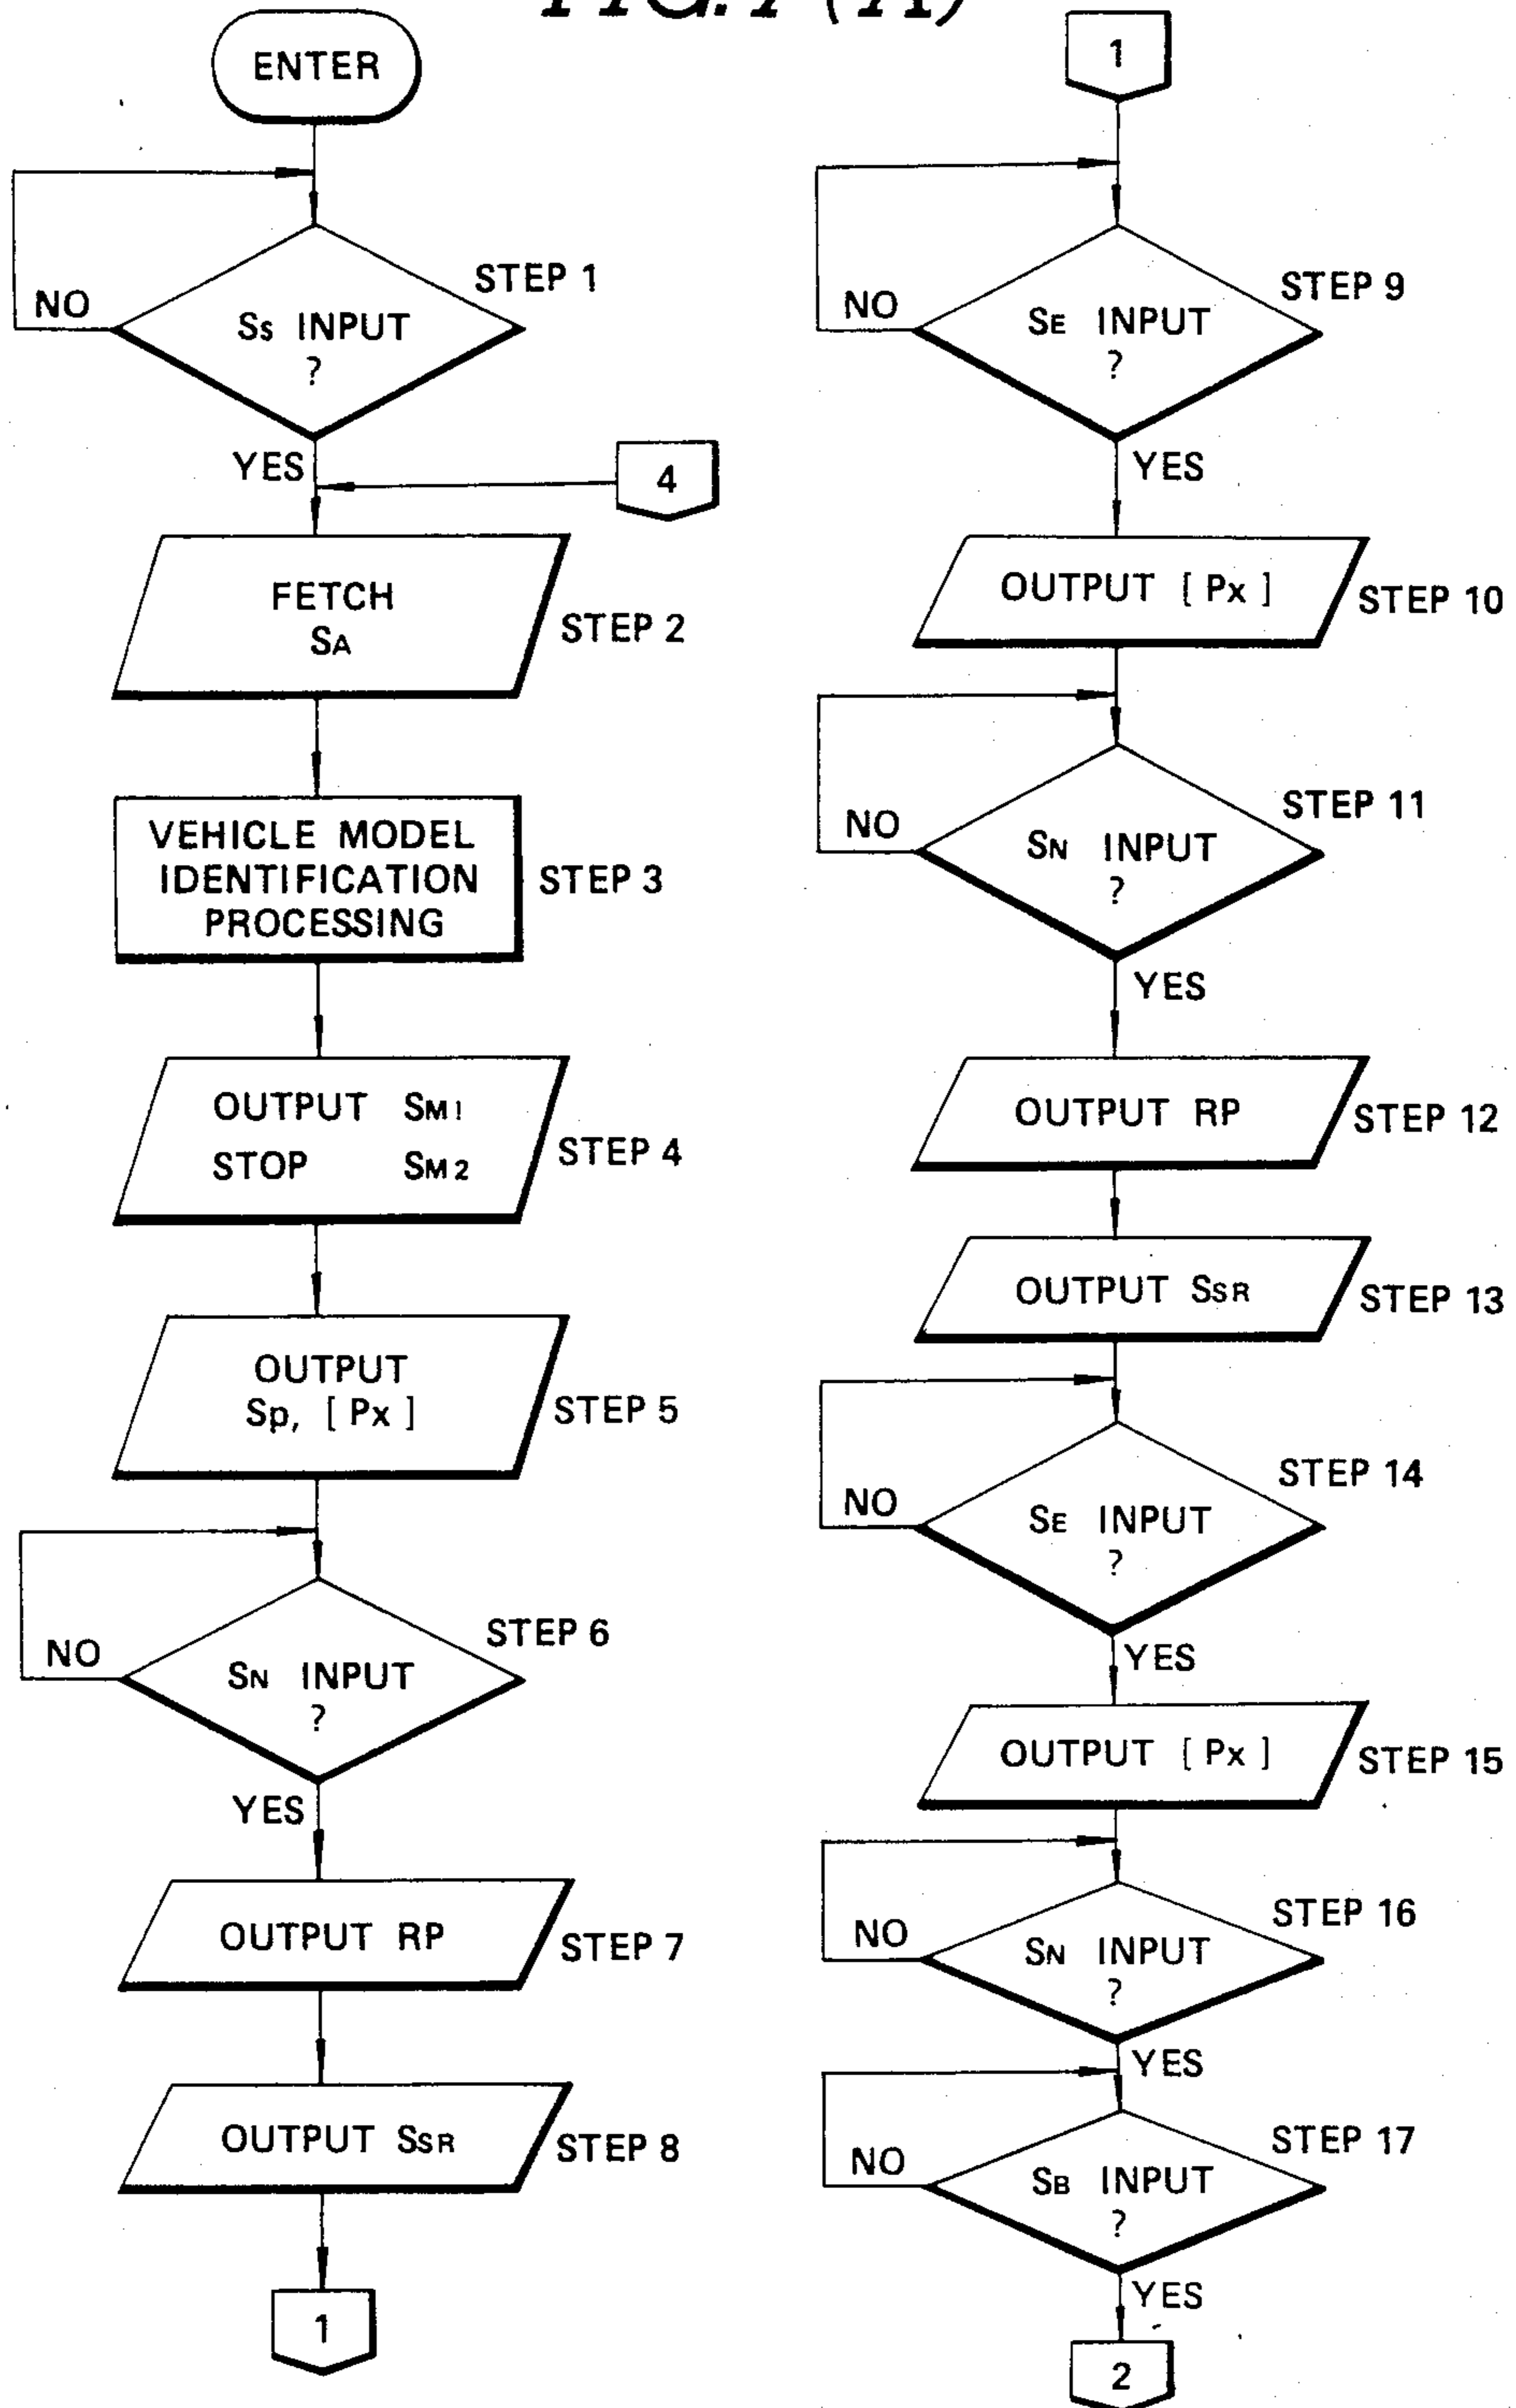 FIG. 7 (A)
ENTER
STEP 1
NO
SS INPUT
?
YES
4
FETCH
SA
STEP 2
VEHICLE MODEL
IDENTIFICATION
PROCESSING
STEP 3
OUTPUT SM1
STOP SM2
STEP 4
OUTPUT
Sp, [ Px ]
STEP 5
STEP 6
NO
SN INPUT
?
YES
OUTPUT RP
STEP 7
OUTPUT SSR
STEP 8
1
1
STEP 9
NO
SE INPUT
?
YES
OUTPUT [ Px ]
STEP 10
STEP 11
NO
SN INPUT
?
YES
OUTPUT RP
STEP 12
OUTPUT SSR
STEP 13
STEP 14
NO
SE INPUT
?
YES
OUTPUT [ Px ]
STEP 15
STEP 16
NO
SN INPUT
?
YES
STEP 17
NO
SB INPUT
?
YES
2